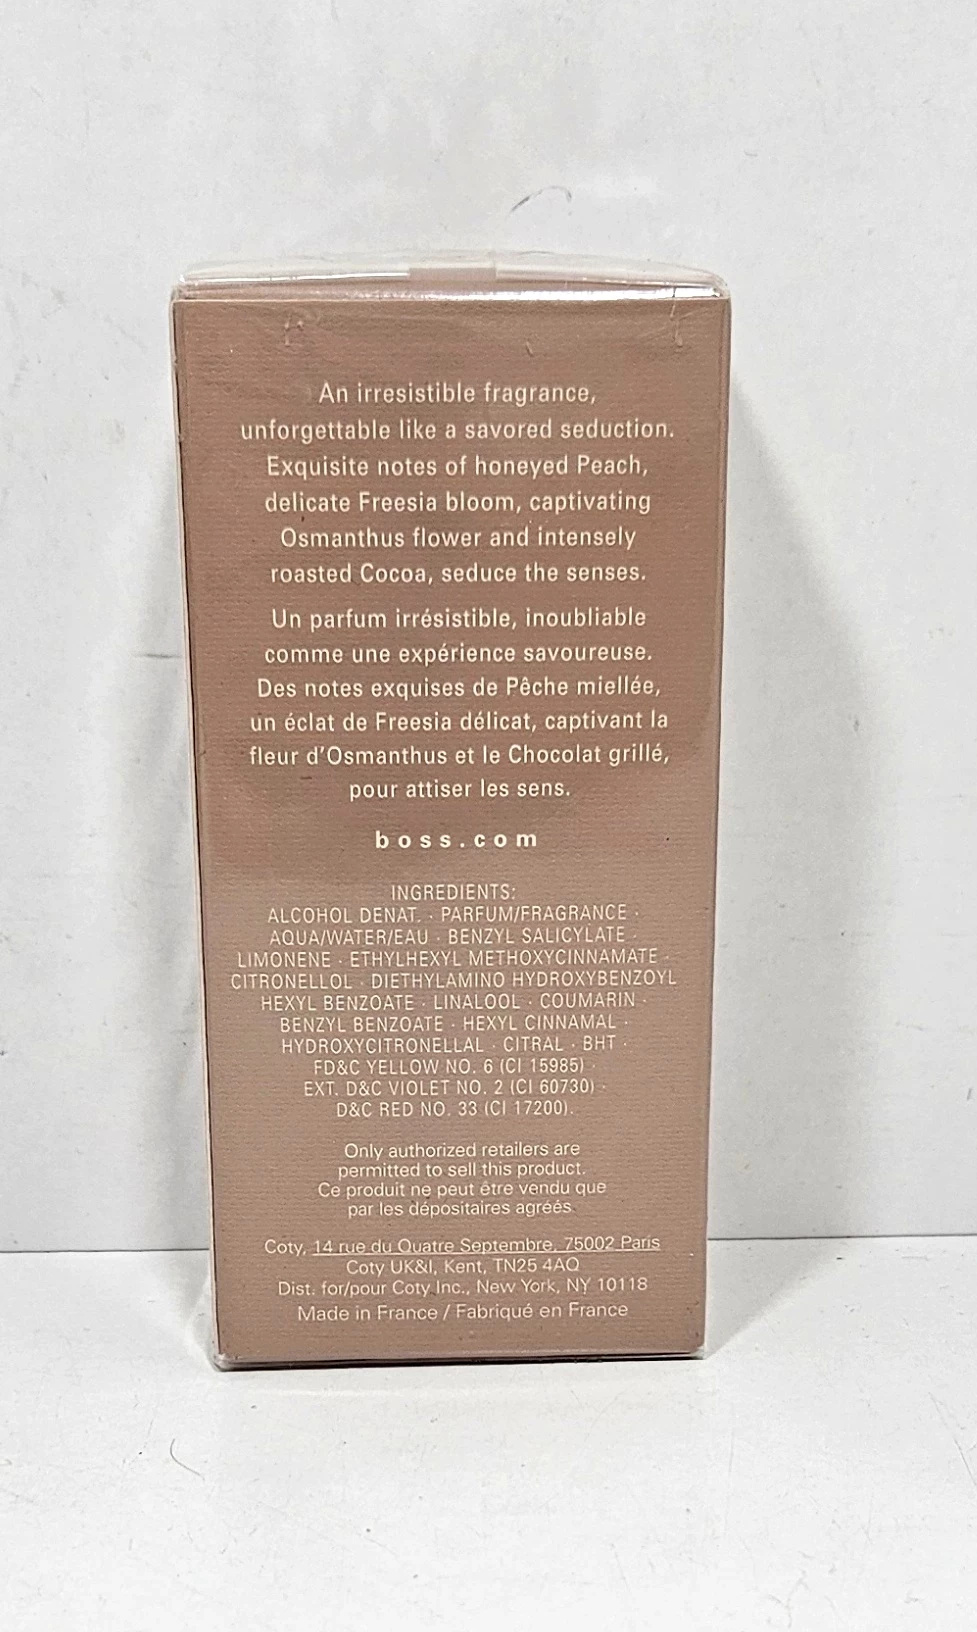 An irresistible fragrance,
unforgettable like a savored seduction.
Exquisite notes of honeyed Peach,
delicate Freesia bloom, captivating
Osmanthus flower and intensely
roasted Cocoa, seduce the senses.
Un parfum irrésistible, inoubliable
comme une expérience savoureuse.
Des notes exquises de Pêche miellée,
un éclat de Freesia délicat, captivant la
fleur d'Osmanthus et le Chocolat grillé,
pour attiser les sens.
boss.com
INGREDIENTS:
ALCOHOL DENAT. · PARFUM/FRAGRANCE ·
AQUA/WATER/EAU · BENZYL SALICYLATE ·
LIMONENE · ETHYLHEXYL METHOXYCINNAMATE ·
CITRONELLOL · DIETHYLAMINO HYDROXYBENZOYL
HEXYL BENZOATE · LINALOOL · COUMARIN ·
BENZYL BENZOATE · HEXYL CINNAMAL ·
HYDROXYCITRONELLAL · CITRAL · BHT ·
FD&C YELLOW NO. 6 (CI 15985) ·
EXT. D&C VIOLET NO. 2 (CI 60730) ·
D&C RED NO. 33 (CI 17200).
Only authorized retailers are
permitted to sell this product.
Ce produit ne peut être vendu que
par les dépositaires agréés.
Coty, 14 rue du Quatre Septembre, 75002 Paris
Coty UK&I, Kent, TN25 4AQ
Dist. for/pour Coty Inc., New York, NY 10118
Made in France / Fabriqué en France